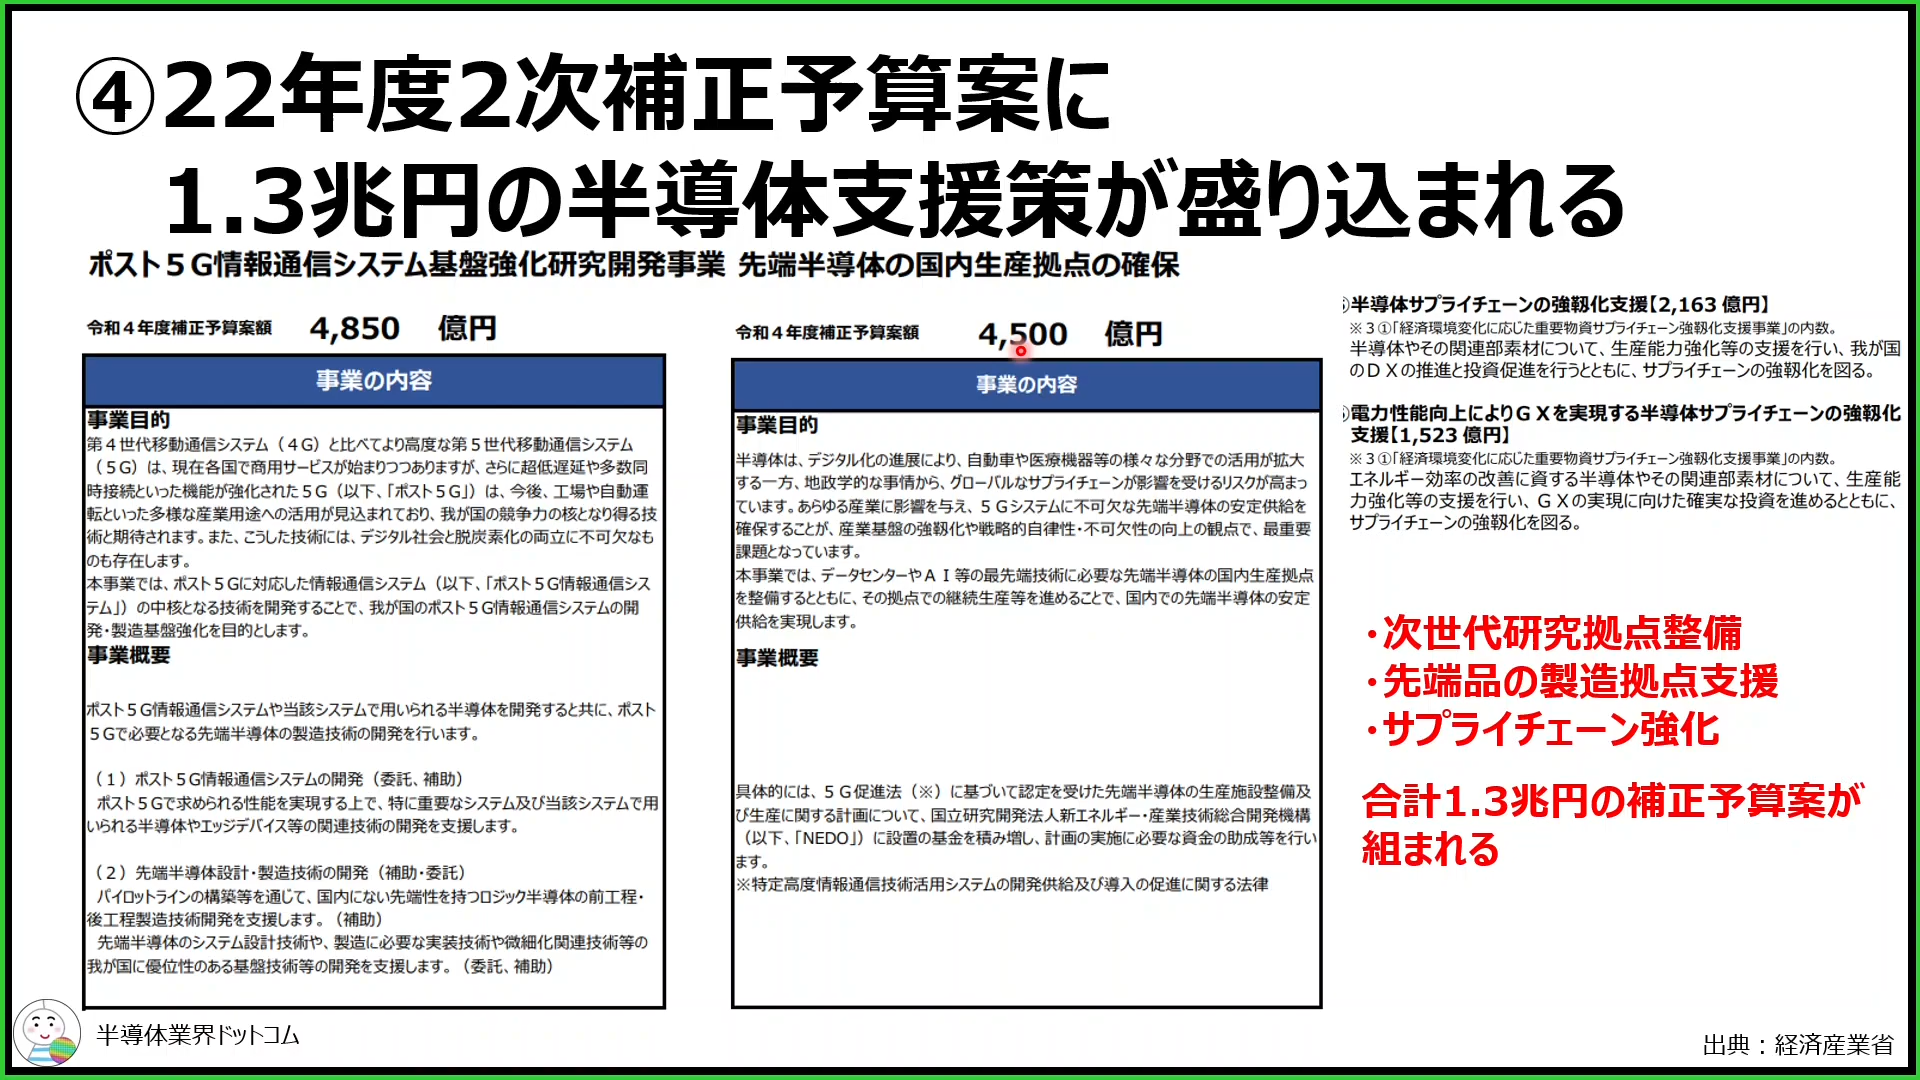 ④22年度2次補正予算案に
1.3兆円の半導体支援策が盛り込まれる
ポスト5G情報通信システム基盤強化研究開発事業
令和4年度補正予算案額 4,850 億円
事業の内容
事業目的
第4世代移動通信システム（4G）と比べてより高度な第5世代移動通信システム
（5G）は、現在各国で商用サービスが始まりつつありますが、さらに超低遅延や多数同
時接続といった機能が強化された5G（以下、「ポスト5G」）は、今後、工場や自動運
転といった多様な産業用途への活用が見込まれており、我が国の競争力の核となり得る技
術と期待されます。また、こうした技術には、デジタル社会と脱炭素化の両立に不可欠なも
のも存在します。
本事業では、ポスト5Gに対応した情報通信システム（以下、「ポスト5G情報通信シス
テム」）の中核となる技術を開発することで、我が国のポスト5G情報通信システムの開
発・製造基盤強化を目的とします。
事業概要
ポスト5G情報通信システムや当該システムで用いられる半導体を開発すると共に、ポスト
5Gで必要となる先端半導体の製造技術の開発を行います。
（1）ポスト5G情報通信システムの開発（委託、補助）
ポスト5Gで求められる性能を実現する上で、特に重要なシステム及び当該システムで用
いられる半導体やエッジデバイス等の関連技術の開発を支援します。
（2）先端半導体設計・製造技術の開発（補助・委託）
パイロットラインの構築等を通じて、国内にない先端性を持つロジック半導体の前工程・
後工程製造技術開発を支援します。（補助）
先端半導体のシステム設計技術や、製造に必要な実装技術や微細化関連技術等の
我が国に優位性のある基盤技術等の開発を支援します。（委託、補助）
先端半導体の国内生産拠点の確保
令和4年度補正予算案額 4,500 億円
事業の内容
事業目的
半導体は、デジタル化の進展により、自動車や医療機器等の様々な分野での活用が拡大
する一方、地政学的な事情から、グローバルなサプライチェーンが影響を受けるリスクが高まっ
ています。あらゆる産業に影響を与え、5Gシステムに不可欠な先端半導体の安定供給を
確保することが、産業基盤の強靱化や戦略的自律性・不可欠性の向上の観点で、最重要
課題となっています。
本事業では、データセンターやAI等の最先端技術に必要な先端半導体の国内生産拠点
を整備するとともに、その拠点での継続生産等を進めることで、国内での先端半導体の安定
供給を実現します。
事業概要
具体的には、5G促進法（※）に基づいて認定を受けた先端半導体の生産施設整備及
び生産に関する計画について、国立研究開発法人新エネルギー・産業技術総合開発機構
（以下、「NEDO」）に設置の基金を積み増し、計画の実施に必要な資金の助成等を行い
ます。
※特定高度情報通信技術活用システムの開発供給及び導入の促進に関する法律
半導体サプライチェーンの強靱化支援【2,163 億円】
※3①「経済環境変化に応じた重要物資サプライチェーン強靱化支援事業」の内数。
半導体やその関連部素材について、生産能力強化等の支援を行い、我が国
のDXの推進と投資促進を行うとともに、サプライチェーンの強靱化を図る。
電力性能向上によりGXを実現する半導体サプライチェーンの強靱化
支援【1,523 億円】
※3①「経済環境変化に応じた重要物資サプライチェーン強靱化支援事業」の内数。
エネルギー効率の改善に資する半導体やその関連部素材について、生産能
力強化等の支援を行い、GXの実現に向けた確実な投資を進めるとともに、
サプライチェーンの強靱化を図る。
・次世代研究拠点整備
・先端品の製造拠点支援
・サプライチェーン強化
合計1.3兆円の補正予算案が
組まれる
半導体業界ドットコム
出典：経済産業省